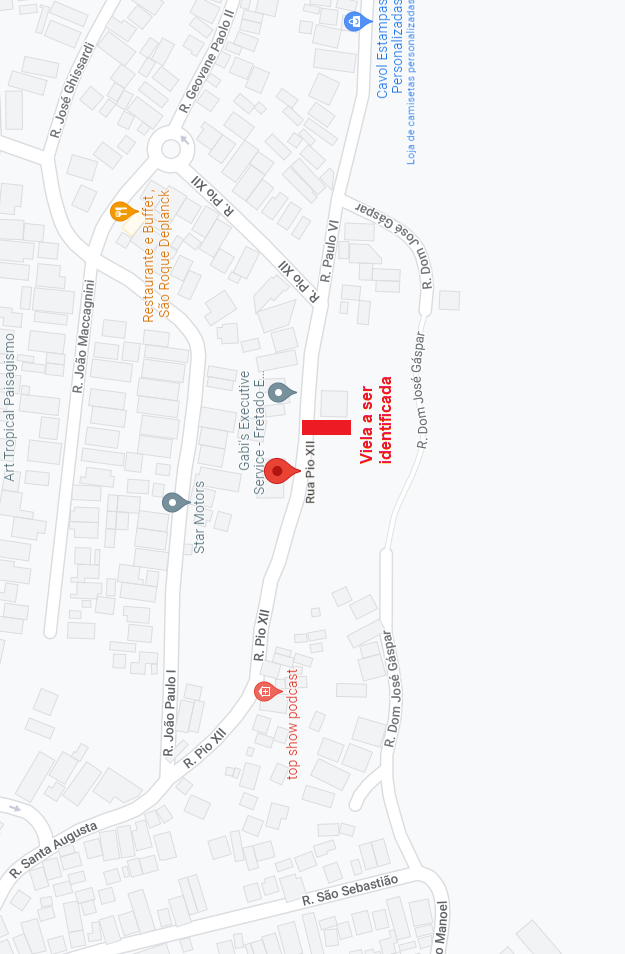 Cavol Estampas
Personalizadas
Loja de camisetas personalizadas
R. José Ghissardi
R. Geovane Paolo II
R. Pio XII
R. Paulo VI
R. Dom José Gáspar
R. Pio XII
Restaurante e Buffet ,
São Roque Deplanck.
R. João Maccagnini
Art Tropical Paisagismo
R. Dom José Gáspar
Gabi's Executive
Service - Fretado E...
Viela a ser
identificada
Rua Pio XII
Star Motors
R. Pio XII
R. João Paulo I
top show podcast
R. Dom José Gáspar
R. Pio XII
R. Santa Augusta
R. São Sebastião
o Manoel